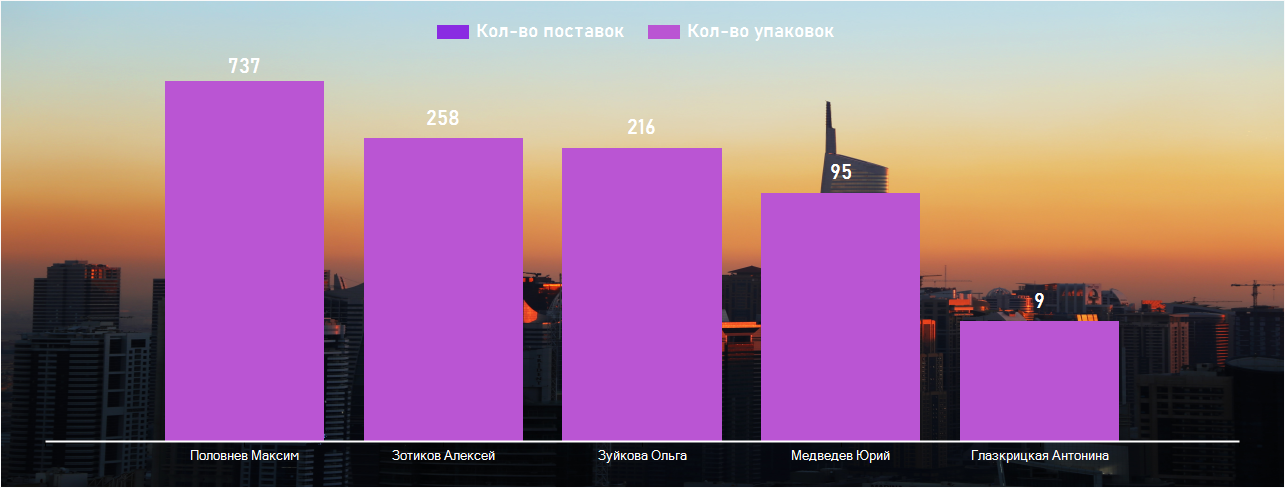 Кол-во поставок Кол-во упаковок
737
258
216
95
9
Половнев Максим Зотиков Алексей Зуйкова Ольга Медведев Юрий Глазкрицкая Антонина